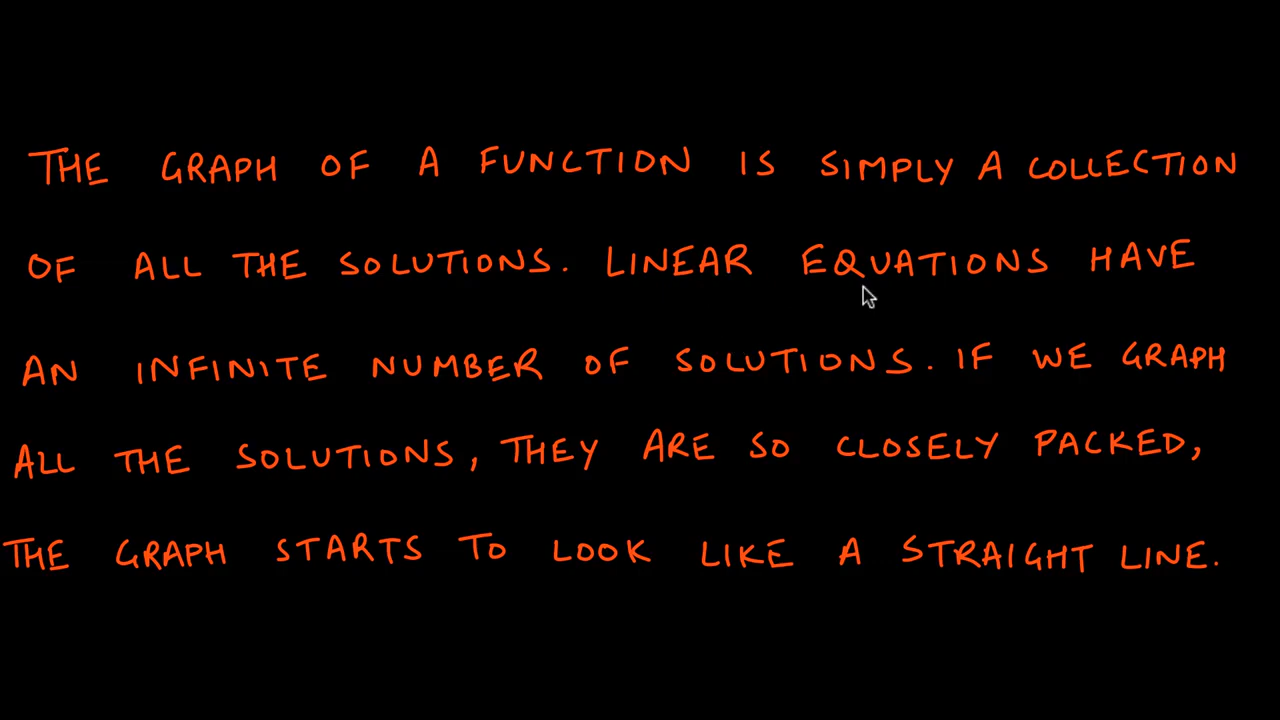 THE GRAPH OF A FUNCTION IS SIMPLY A COLLECTION
OF ALL THE SOLUTIONS. LINEAR EQUATIONS HAVE
AN INFINITE NUMBER OF SOLUTIONS. IF WE GRAPH
ALL THE SOLUTIONS, THEY ARE SO CLOSELY PACKED,
THE GRAPH STARTS TO LOOK LIKE A STRAIGHT LINE.